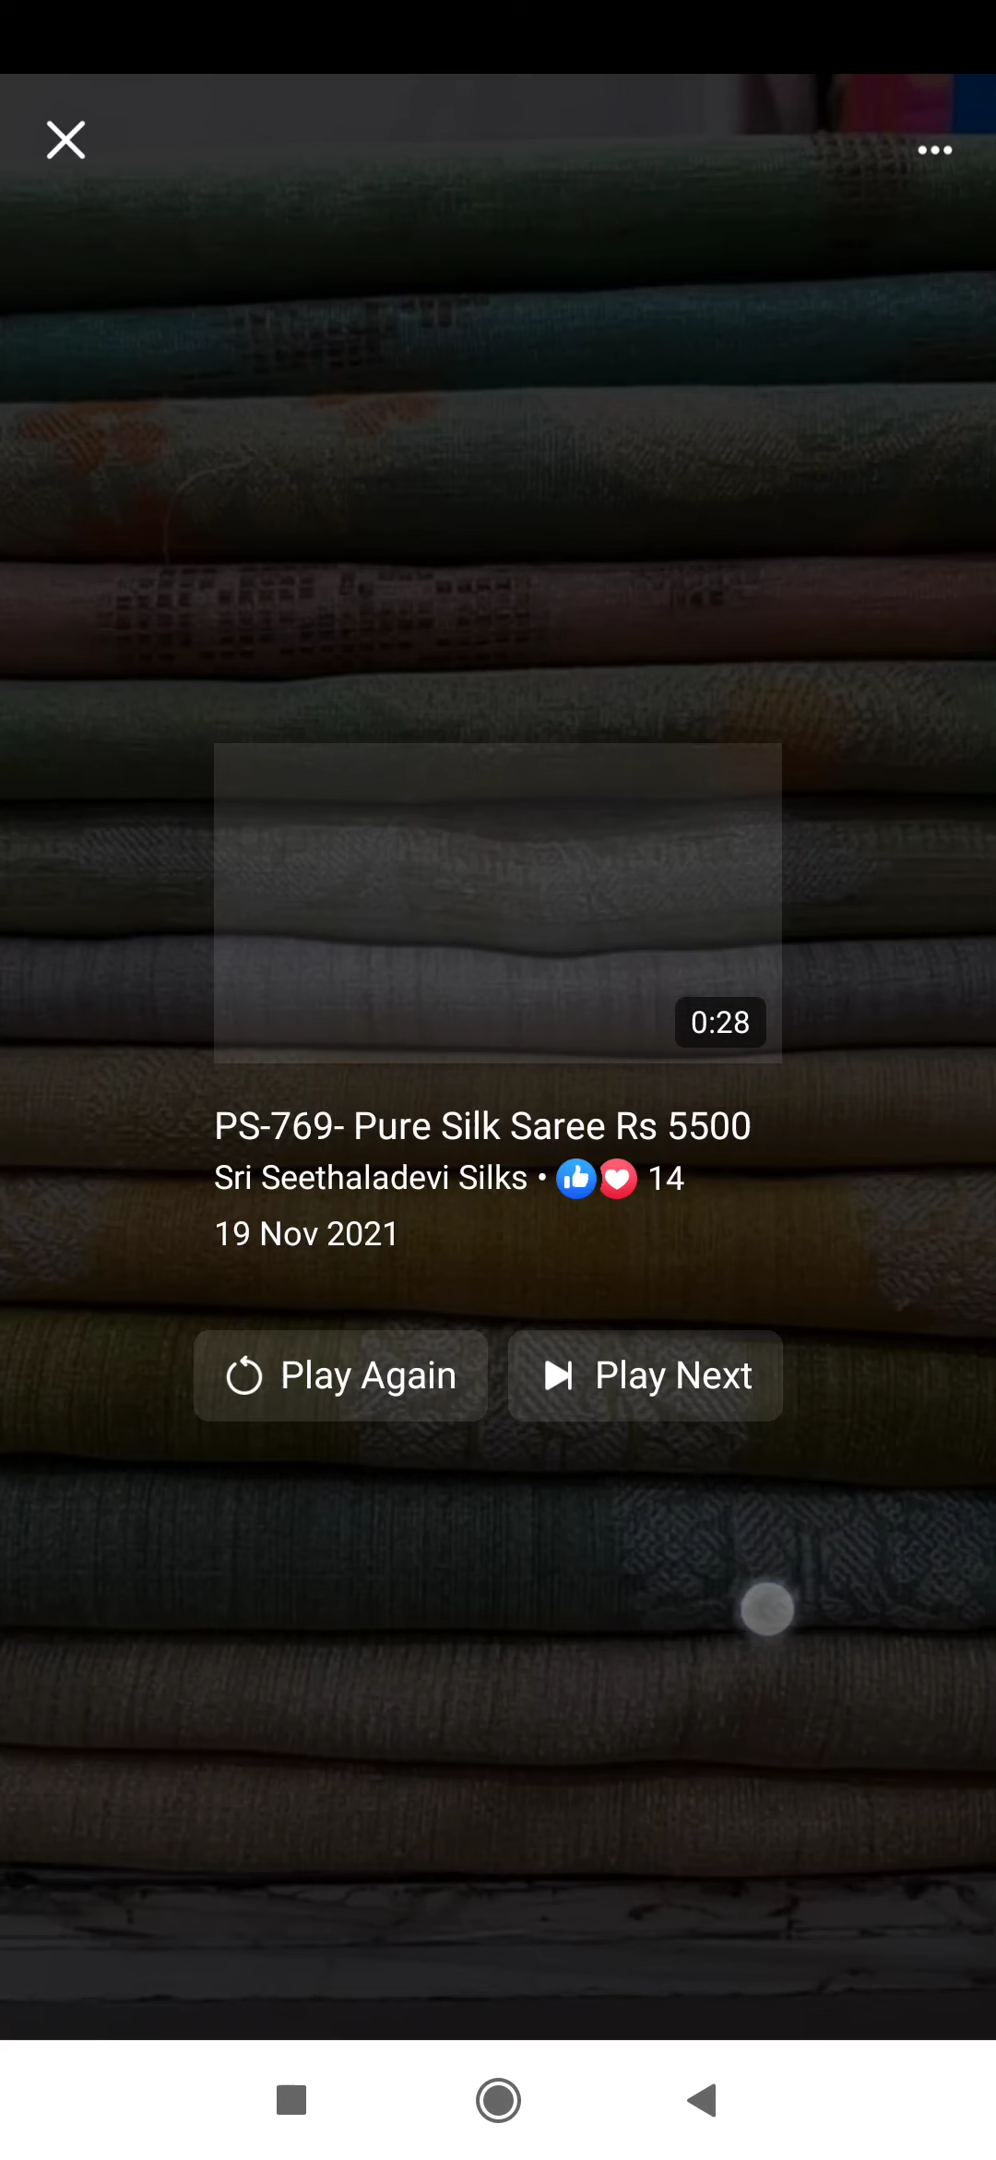 0:28
PS-769- Pure Silk Saree Rs 5500
Sri Seethaladevi Silks • 14
19 Nov 2021
Play Again
Play Next